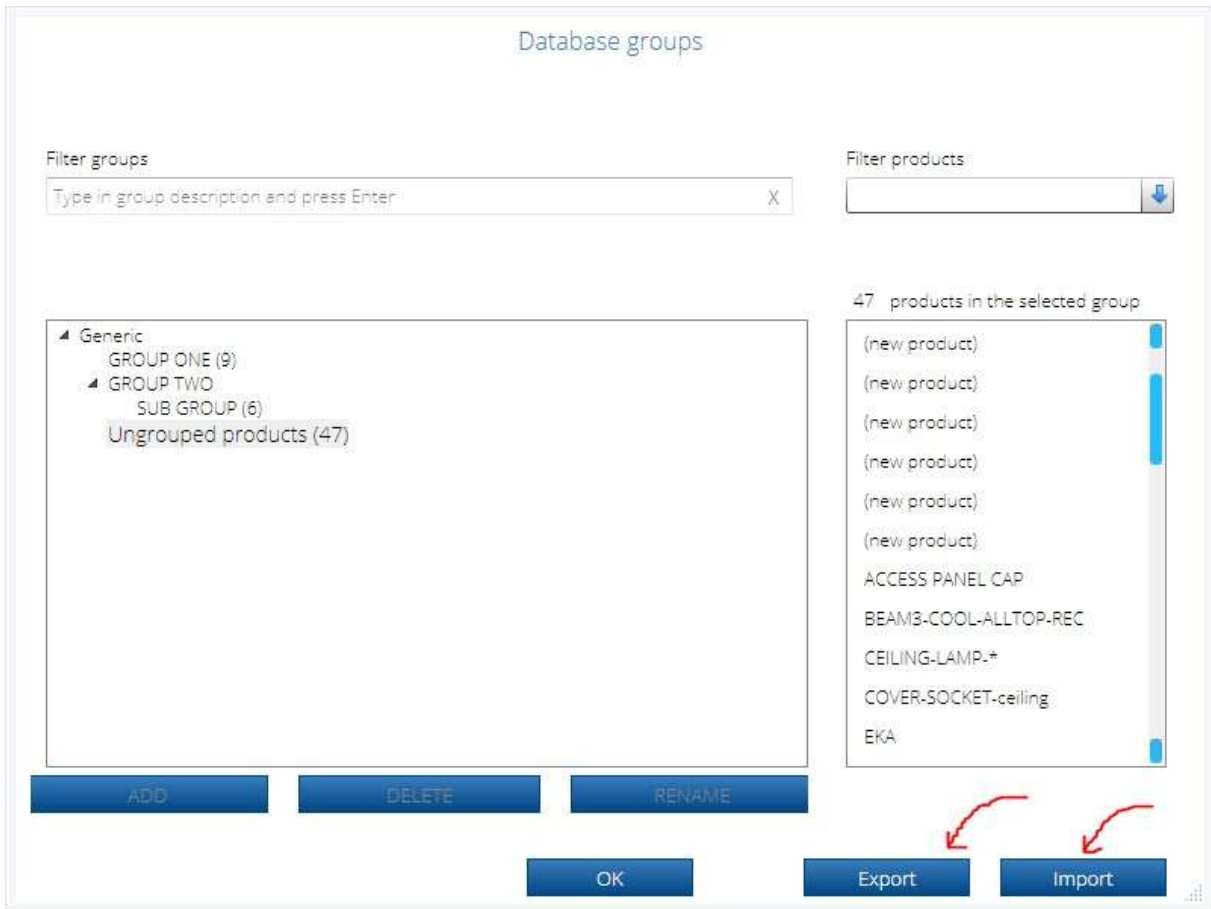 Database groups
Filter groups
Filter products
Type in group description and press Enter X
47 products in the selected group
Generic
GROUP ONE (9)
GROUP TWO
SUB GROUP (6)
Ungrouped products (47)
(new product)
(new product)
(new product)
(new product)
(new product)
(new product)
ACCESS PANEL CAP
BEAM3-COOL-ALLTOP-REC
CEILING-LAMP-*
COVER-SOCKET-ceiling
EKA
ADD DELETE RENAME
OK Export Import